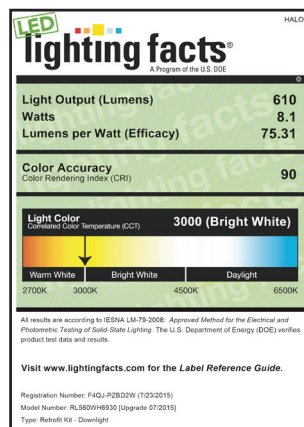 HALO
LED
lighting facts®
A Program of the U.S. DOE
Light Output (Lumens) 610
Watts 8.1
Lumens per Watt (Efficacy) 75.31
Color Accuracy 90
Color Rendering Index (CRI)
Light Color 3000 (Bright White)
Correlated Color Temperature (CCT)
Warm White Bright White Daylight
2700K 3000K 4500K 6500K
All results are according to IESNA LM-79-2008: Approved Method for the Electrical and
Photometric Testing of Solid-State Lighting. The U.S. Department of Energy (DOE) verifies
product test data and results.
Visit www.lightingfacts.com for the Label Reference Guide.
Registration Number: F4QJ-PZBD2W (7/23/2015)
Model Number: RL560WH6930 [Upgrade 07/2015]
Type: Retrofit Kit - Downlight